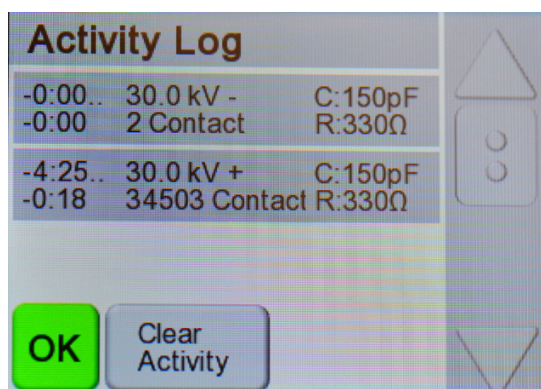 Activity Log
-0:00.. 30.0 kV - C:150pF
-0:00 2 Contact R:330Ω
-4:25.. 30.0 kV + C:150pF
-0:18 34503 Contact R:330Ω
OK
Clear
Activity